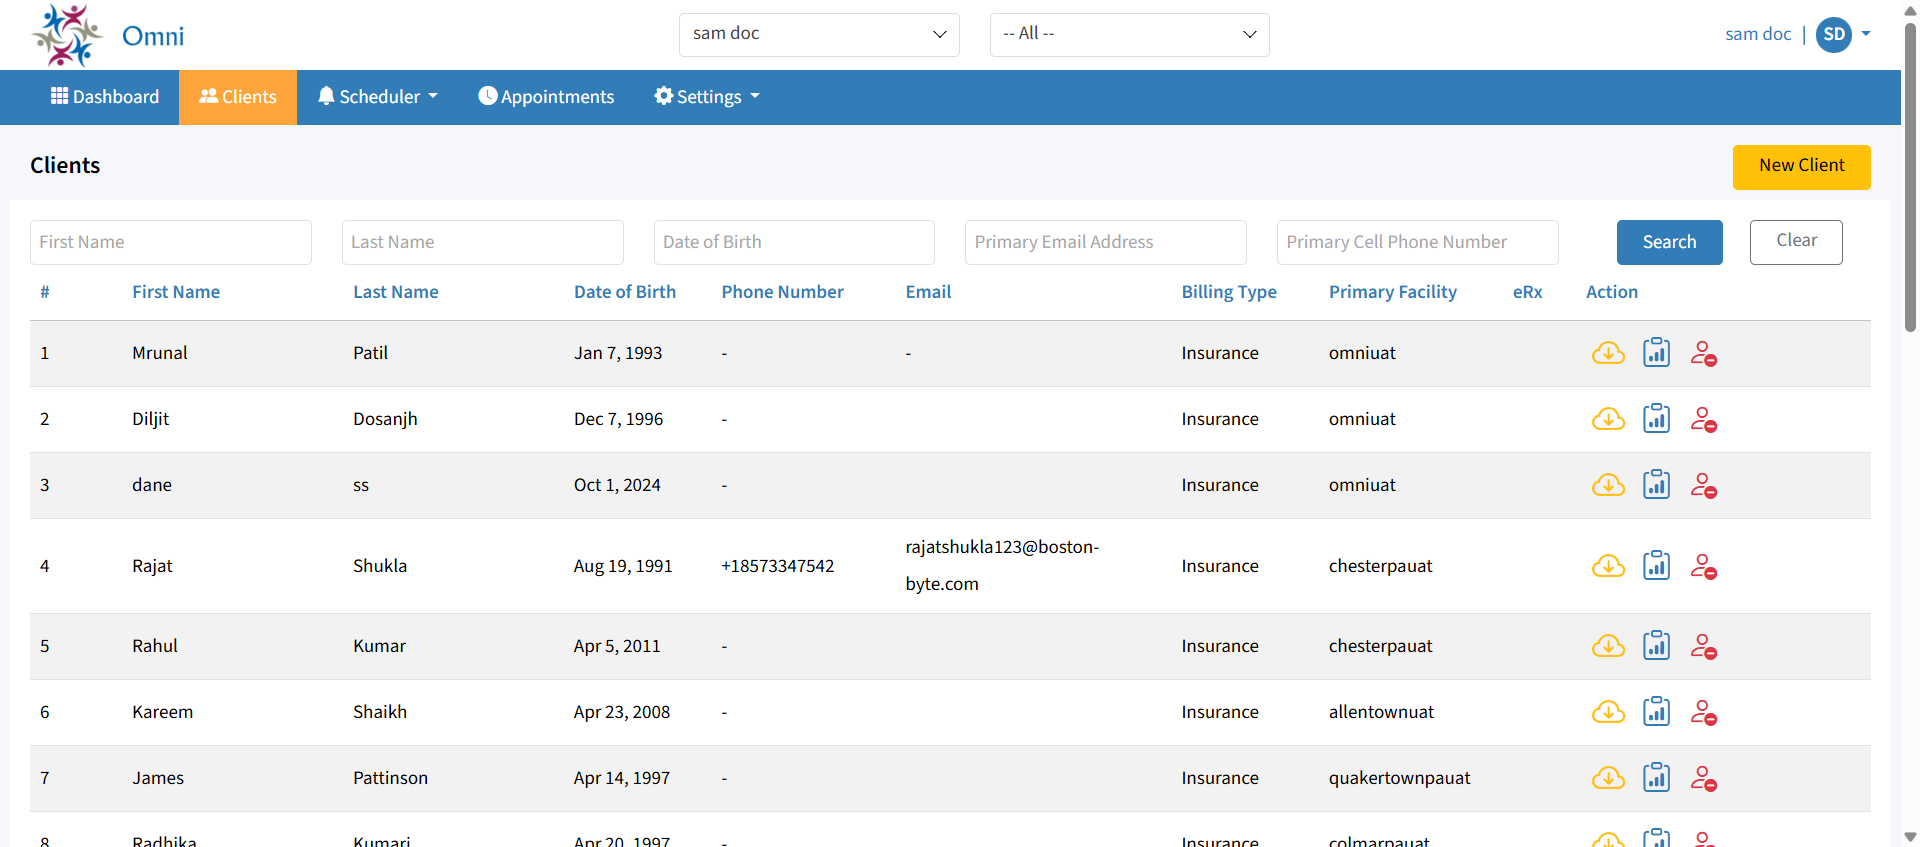 Omni
sam doc
-- All --
sam doc | SD
Dashboard Clients Scheduler Appointments Settings
Clients
New Client
First Name Last Name Date of Birth Primary Email Address Primary Cell Phone Number Search Clear
# First Name Last Name Date of Birth Phone Number Email Billing Type Primary Facility eRx Action
1 Mrunal Patil Jan 7, 1993 - - Insurance omniuat
2 Diljit Dosanjh Dec 7, 1996 - Insurance omniuat
3 dane ss Oct 1, 2024 - Insurance omniuat
4 Rajat Shukla Aug 19, 1991 +18573347542 rajatshukla123@boston-
byte.com Insurance chesterpauat
5 Rahul Kumar Apr 5, 2011 - Insurance chesterpauat
6 Kareem Shaikh Apr 23, 2008 - Insurance allentownuat
7 James Pattinson Apr 14, 1997 - Insurance quakertownpauat
8 Radhika Kumari Apr 20, 1997 - Insurance colmarpauat